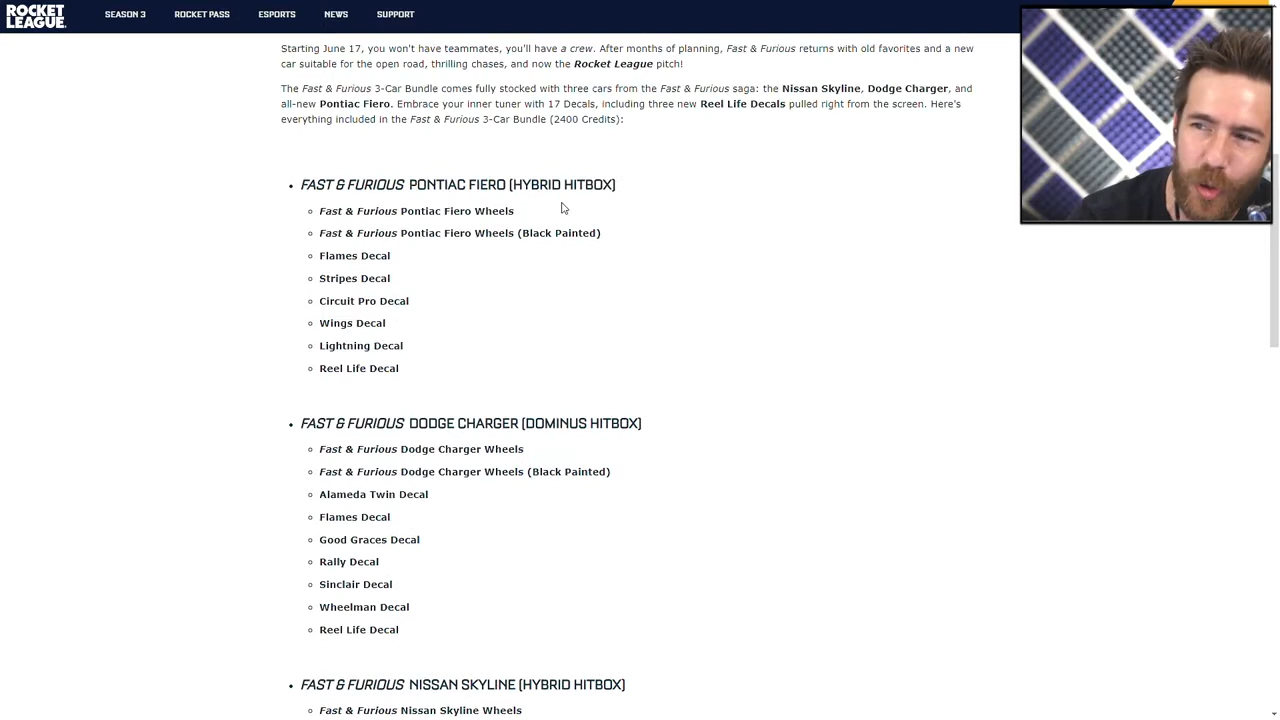 ROCKET
LEAGUE
SEASON 3
ROCKET PASS
ESPORTS
NEWS
SUPPORT
Starting June 17, you won't have teammates, you'll have a crew. After months of planning, Fast & Furious returns with old favorites and a new
car suitable for the open road, thrilling chases, and now the Rocket League pitch!
The Fast & Furious 3-Car Bundle comes fully stocked with three cars from the Fast & Furious saga: the Nissan Skyline, Dodge Charger, and
all-new Pontiac Fiero. Embrace your inner tuner with 17 Decals, including three new Reel Life Decals pulled right from the screen. Here's
everything included in the Fast & Furious 3-Car Bundle (2400 Credits):
FAST & FURIOUS PONTIAC FIERO (HYBRID HITBOX)
Fast & Furious Pontiac Fiero Wheels
Fast & Furious Pontiac Fiero Wheels (Black Painted)
Flames Decal
Stripes Decal
Circuit Pro Decal
Wings Decal
Lightning Decal
Reel Life Decal
FAST & FURIOUS DODGE CHARGER (DOMINUS HITBOX)
Fast & Furious Dodge Charger Wheels
Fast & Furious Dodge Charger Wheels (Black Painted)
Alameda Twin Decal
Flames Decal
Good Graces Decal
Rally Decal
Sinclair Decal
Wheelman Decal
Reel Life Decal
FAST & FURIOUS NISSAN SKYLINE (HYBRID HITBOX)
Fast & Furious Nissan Skyline Wheels